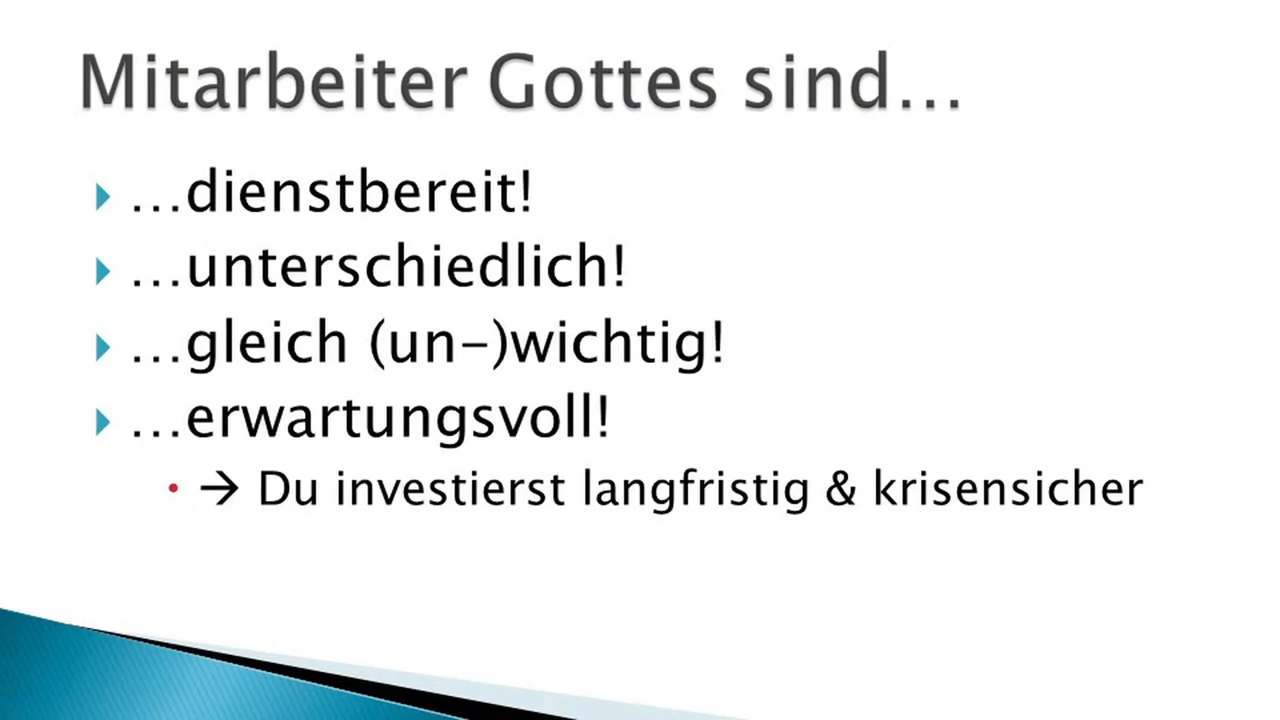 Mitarbeiter Gottes sind...
...dienstbereit!
...unterschiedlich!
...gleich (un-)wichtig!
...erwartungsvoll!
→ Du investierst langfristig & krisensicher